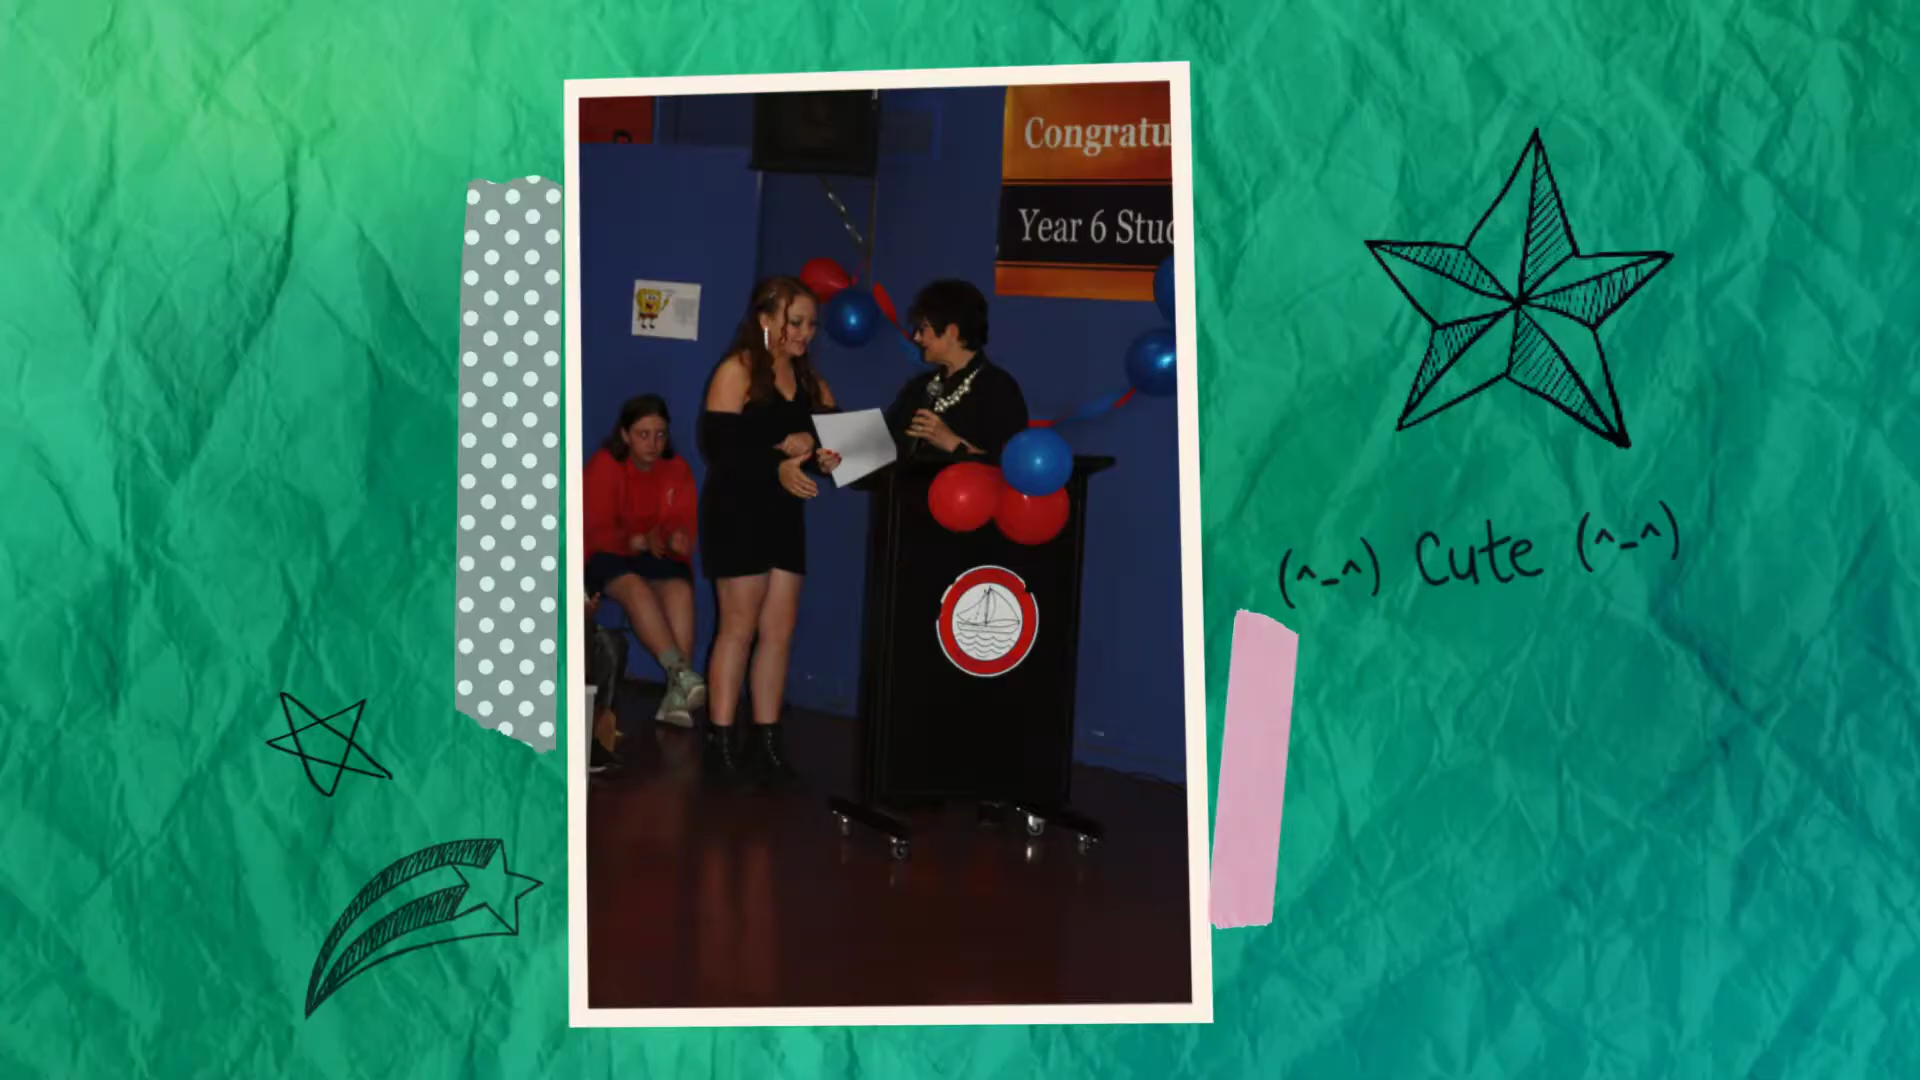 Congratu
Year 6 Stud
(^_^) Cute (^_^)